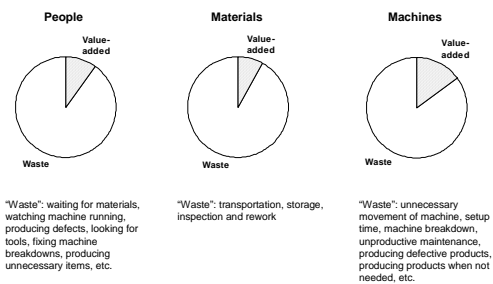 People
Materials
Machines
Value-
added
Waste
Value-
added
Waste
Value-
added
Waste
“Waste”: waiting for materials,
watching machine running,
producing defects, looking for
tools, fixing machine
breakdowns, producing
unnecessary items, etc.
“Waste”: transportation, storage,
inspection and rework
“Waste”: unnecessary
movement of machine, setup
time, machine breakdown,
unproductive maintenance,
producing defective products,
producing products when not
needed, etc.